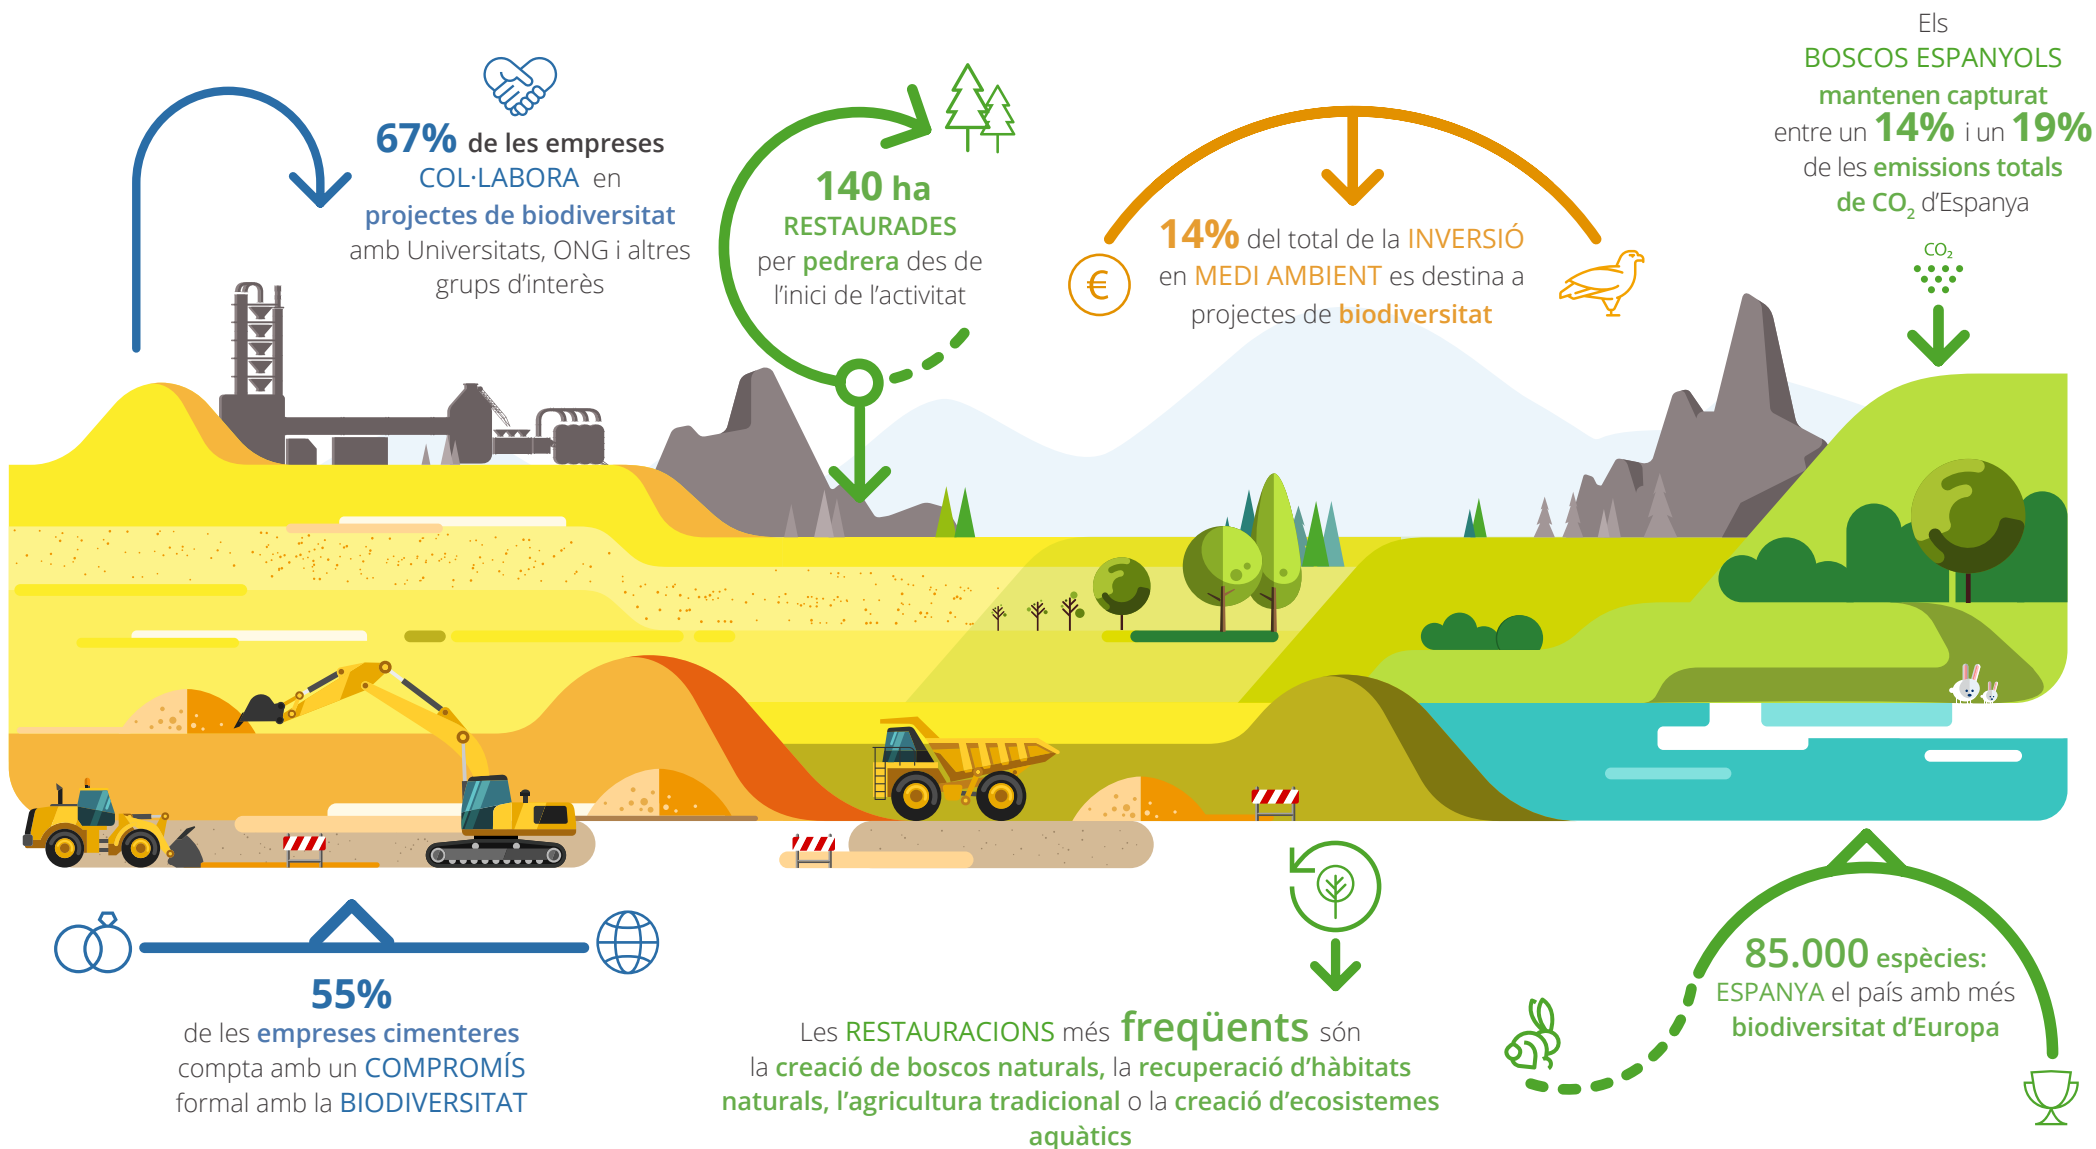 67% de les empreses
COL·LABORA en
projectes de biodiversitat
amb Universitats, ONG i altres
grups d’interès
140 ha
RESTAURADES
per pedrera des de
l’inici de l’activitat
€
14% del total de la INVERSIÓ
en MEDI AMBIENT es destina a
projectes de biodiversitat
Els
BOSCOS ESPANYOLS
mantenen capturat
entre un 14% i un 19%
de les emissions totals
de CO₂ d’Espanya
CO₂
55%
de les empreses cimenteres
compta amb un COMPROMÍS
formal amb la BIODIVERSITAT
Les RESTAURACIONS més freqüents són
la creació de boscos naturals, la recuperació d’hàbitats
naturals, l’agricultura tradicional o la creació d’ecosistemes
aquàtics
85.000 espècies:
ESPANYA el país amb més
biodiversitat d’Europa